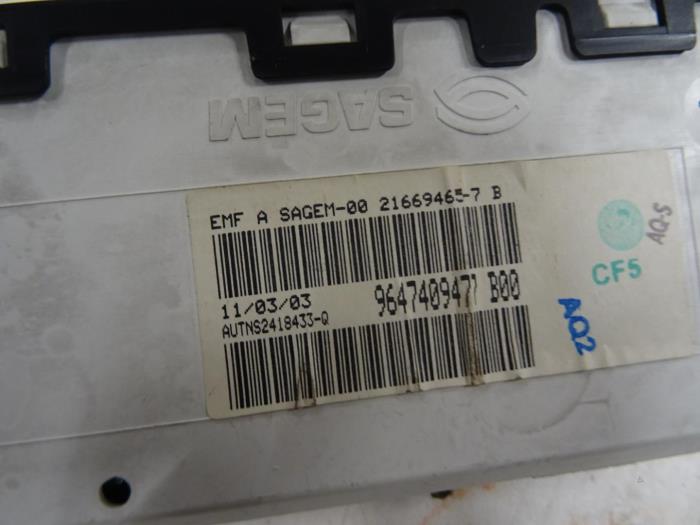 SAGEM
EMF A SAGEM-00 21669465-7 B
11/03/03 9647409477 B00
AUTNS2418433-Q
CF5
AQ-S
AQ2